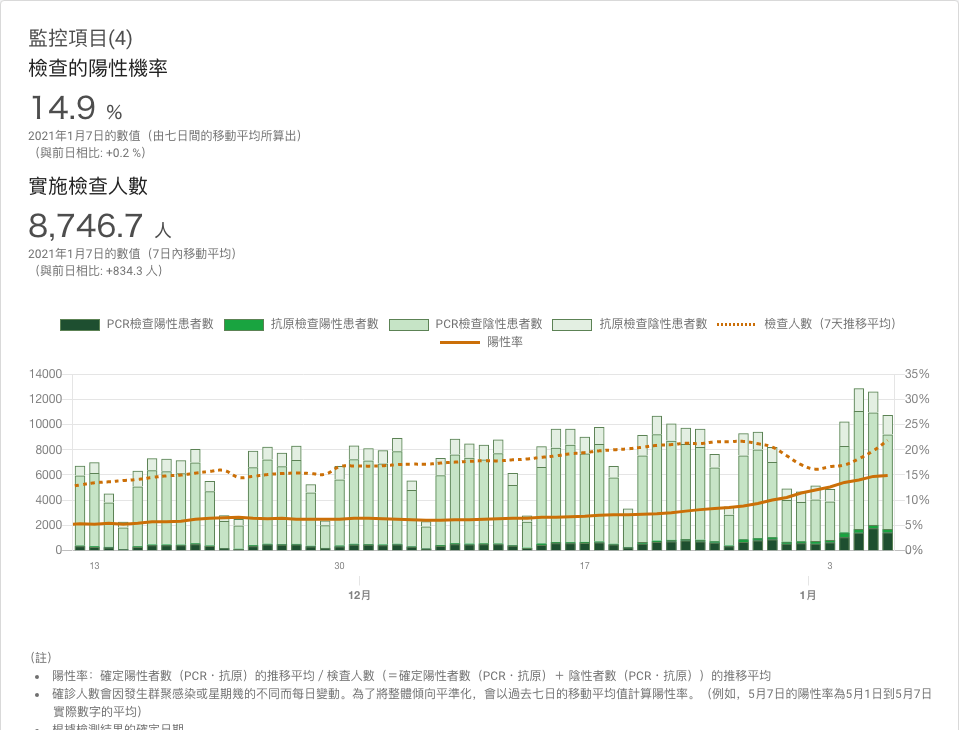 監控項目(4)
檢查的陽性機率
14.9 %
2021年1月7日的數值（由七日間的移動平均所算出）
（與前日相比: +0.2 %）
實施檢查人數
8,746.7 人
2021年1月7日的數值（7日內移動平均）
（與前日相比: +834.3 人）
PCR檢查陽性患者數 抗原檢查陽性患者數 PCR檢查陰性患者數 抗原檢查陰性患者數 檢查人數（7天推移平均）
陽性率
14000 35%
12000 30%
10000 25%
8000 20%
6000 15%
4000 10%
2000 5%
0 0%
13 30 17 3
12月 1月
（註）
• 陽性率：確定陽性者數（PCR・抗原）的推移平均 / 検査人數（＝確定陽性者數（PCR・抗原）＋ 陰性者數（PCR・抗原））的推移平均
• 確診人數會因發生群聚感染或星期幾的不同而每日變動。為了將整體傾向平準化，會以過去七日的移動平均值計算陽性率。（例如，5月7日的陽性率為5月1日到5月7日
實際數字的平均）
• 根據檢測結果的確定日期